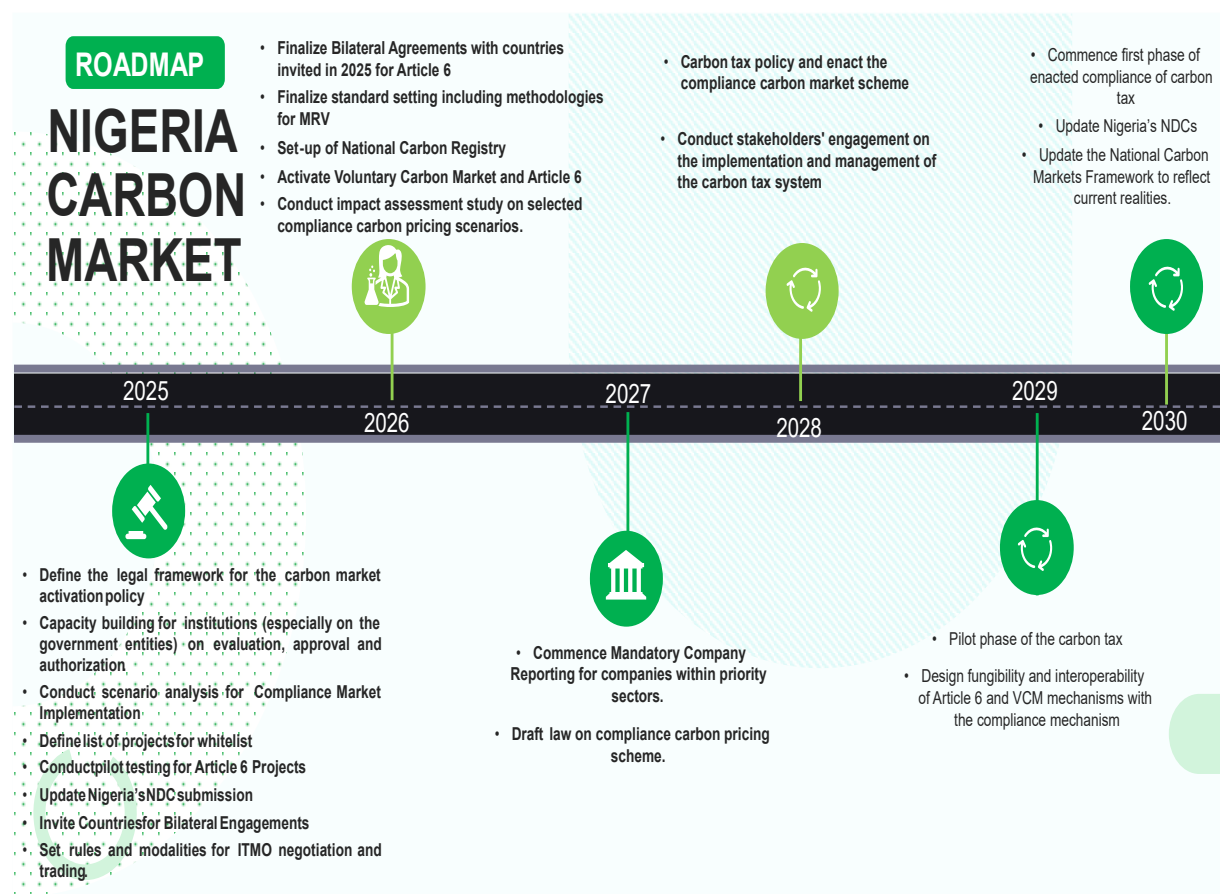 ROADMAP
NIGERIA
CARBON
MARKET
• Finalize Bilateral Agreements with countries
invited in 2025 for Article 6
• Finalize standard setting including methodologies
for MRV
• Set-up of National Carbon Registry
• Activate Voluntary Carbon Market and Article 6
• Conduct impact assessment study on selected
compliance carbon pricing scenarios.
• Carbon tax policy and enact the
compliance carbon market scheme
• Conduct stakeholders' engagement on
the implementation and management of
the carbon tax system
• Commence first phase of
enacted compliance of carbon
tax
• Update Nigeria's NDCs
• Update the National Carbon
Markets Framework to reflect
current realities.
2025
2026
2027
2028
2029
2030
• Define the legal framework for the carbon market
activation policy
• Capacity building for institutions (especially on the
government entities) on evaluation, approval and
authorization
• Conduct scenario analysis for Compliance Market
Implementation
• Define list of projects for whitelist
• Conduct pilot testing for Article 6 Projects
• Update Nigeria's NDC submission
• Invite Countries for Bilateral Engagements
• Set rules and modalities for ITMO negotiation and
trading.
• Commence Mandatory Company
Reporting for companies within priority
sectors.
• Draft law on compliance carbon pricing
scheme.
• Pilot phase of the carbon tax
• Design fungibility and interoperability
of Article 6 and VCM mechanisms with
the compliance mechanism